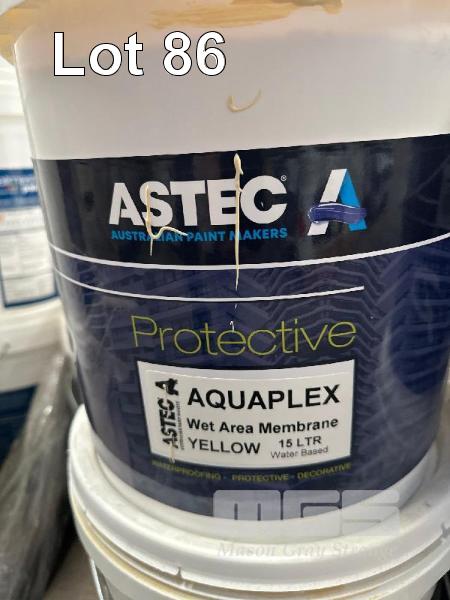 Lot 86
ASTEC®
AUSTRALIAN PAINT MAKERS
Protective
ASTEC
AQUAPLEX
Wet Area Membrane
YELLOW 15 LTR
Water Based
WATERPROOFING - PROTECTIVE - DECORATIVE
MGS
Mason Gray Strange